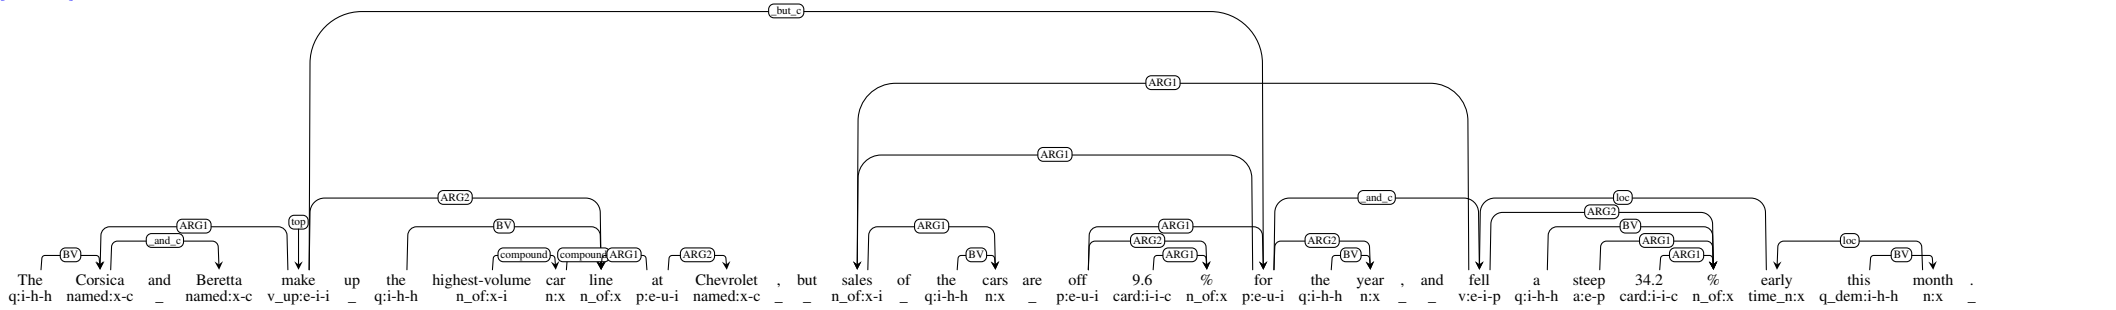 _but_c
ARG1
ARG1
ARG2 _and_c loc
top ARG2
ARG1 BV ARG1 ARG1 BV
_and_c ARG2 ARG2 ARG1 loc
BV compound compound ARG1 ARG2 BV ARG1 BV ARG1 BV
The Corsica and Beretta make up the highest-volume car line at Chevrolet , but sales of the cars are off 9.6 % for the year , and fell a steep 34.2 % early this month .
q:i-h-h named:x-c _ named:x-c v_up:e-i-i _ q:i-h-h n_of:x-i n:x n_of:x p:e-u-i named:x-c _ _ n_of:x-i _ q:i-h-h n:x _ p:e-u-i card:i-i-c n_of:x p:e-u-i q:i-h-h n:x _ _ v:e-i-p q:i-h-h a:e-p card:i-i-c n_of:x time_n:x q_dem:i-h-h n:x _